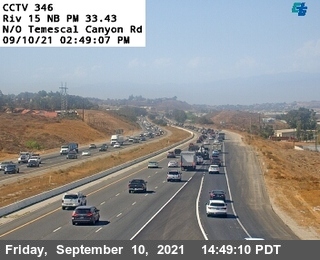 CCTV 346
Riv 15 NB PM 33.43
N/O Temescal Canyon Rd
09/10/21 02:49:07 PM
Friday, September 10, 2021 14:49:10 PDT